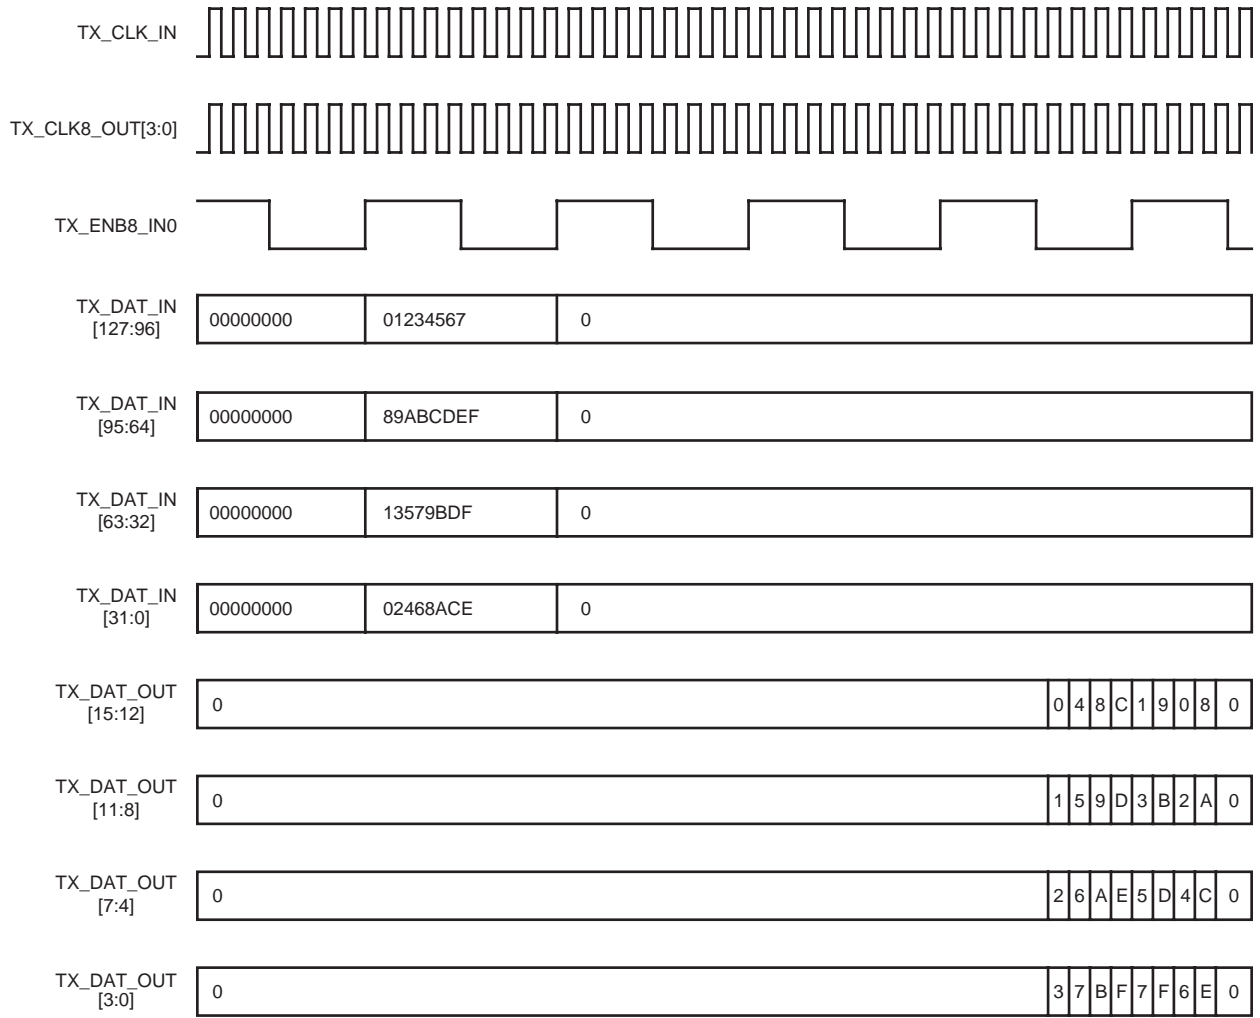 TX_CLK_IN
TX_CLK8_OUT[3:0]
TX_ENB8_IN0
TX_DAT_IN
[127:96]
00000000 01234567 0
TX_DAT_IN
[95:64]
00000000 89ABCDEF 0
TX_DAT_IN
[63:32]
00000000 13579BDF 0
TX_DAT_IN
[31:0]
00000000 02468ACE 0
TX_DAT_OUT
[15:12]
0 0 4 8 C 1 9 0 8 0
TX_DAT_OUT
[11:8]
0 1 5 9 D 3 B 2 A 0
TX_DAT_OUT
[7:4]
0 2 6 A E 5 D 4 C 0
TX_DAT_OUT
[3:0]
0 3 7 B F 7 F 6 E 0